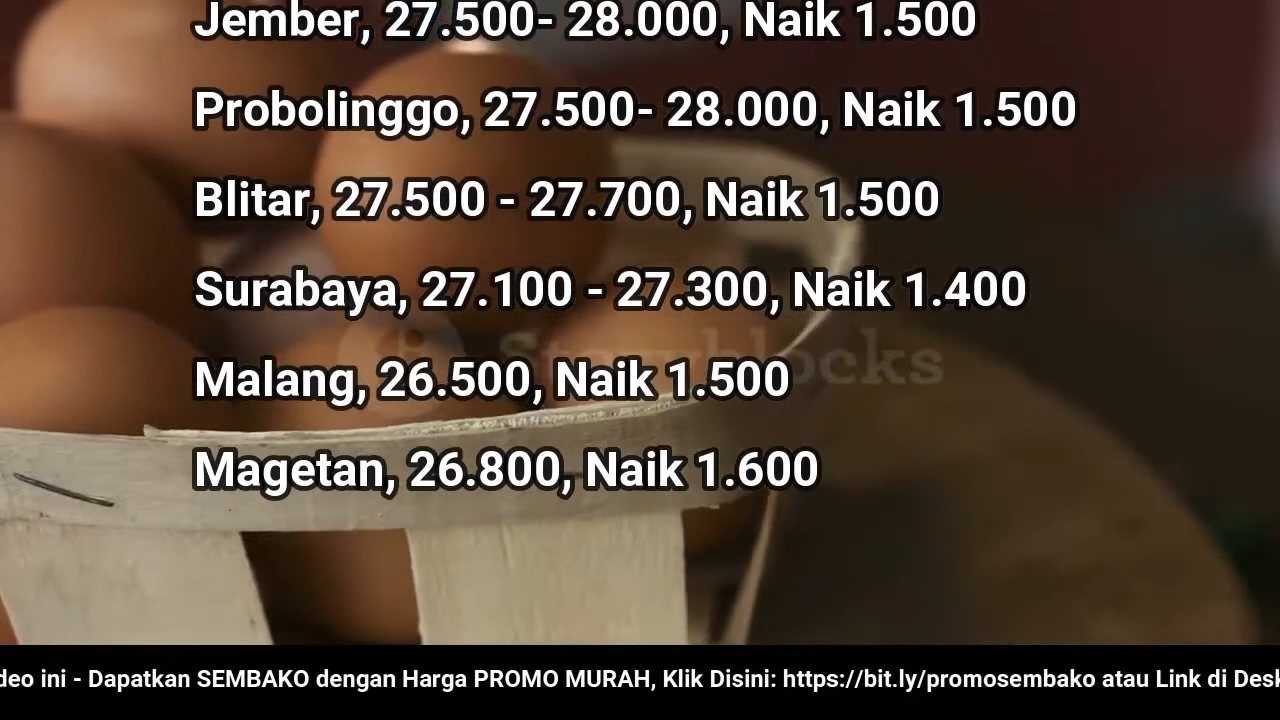 Jember, 27.500- 28.000, Naik 1.500
Probolinggo, 27.500- 28.000, Naik 1.500
Blitar, 27.500 - 27.700, Naik 1.500
Surabaya, 27.100 - 27.300, Naik 1.400
Storyblocks
Malang, 26.500, Naik 1.500
Magetan, 26.800, Naik 1.600
ini - Dapatkan SEMBAKO dengan Harga PROMO MURAH, Klik Disini: https://bit.ly/promosembako atau Link di